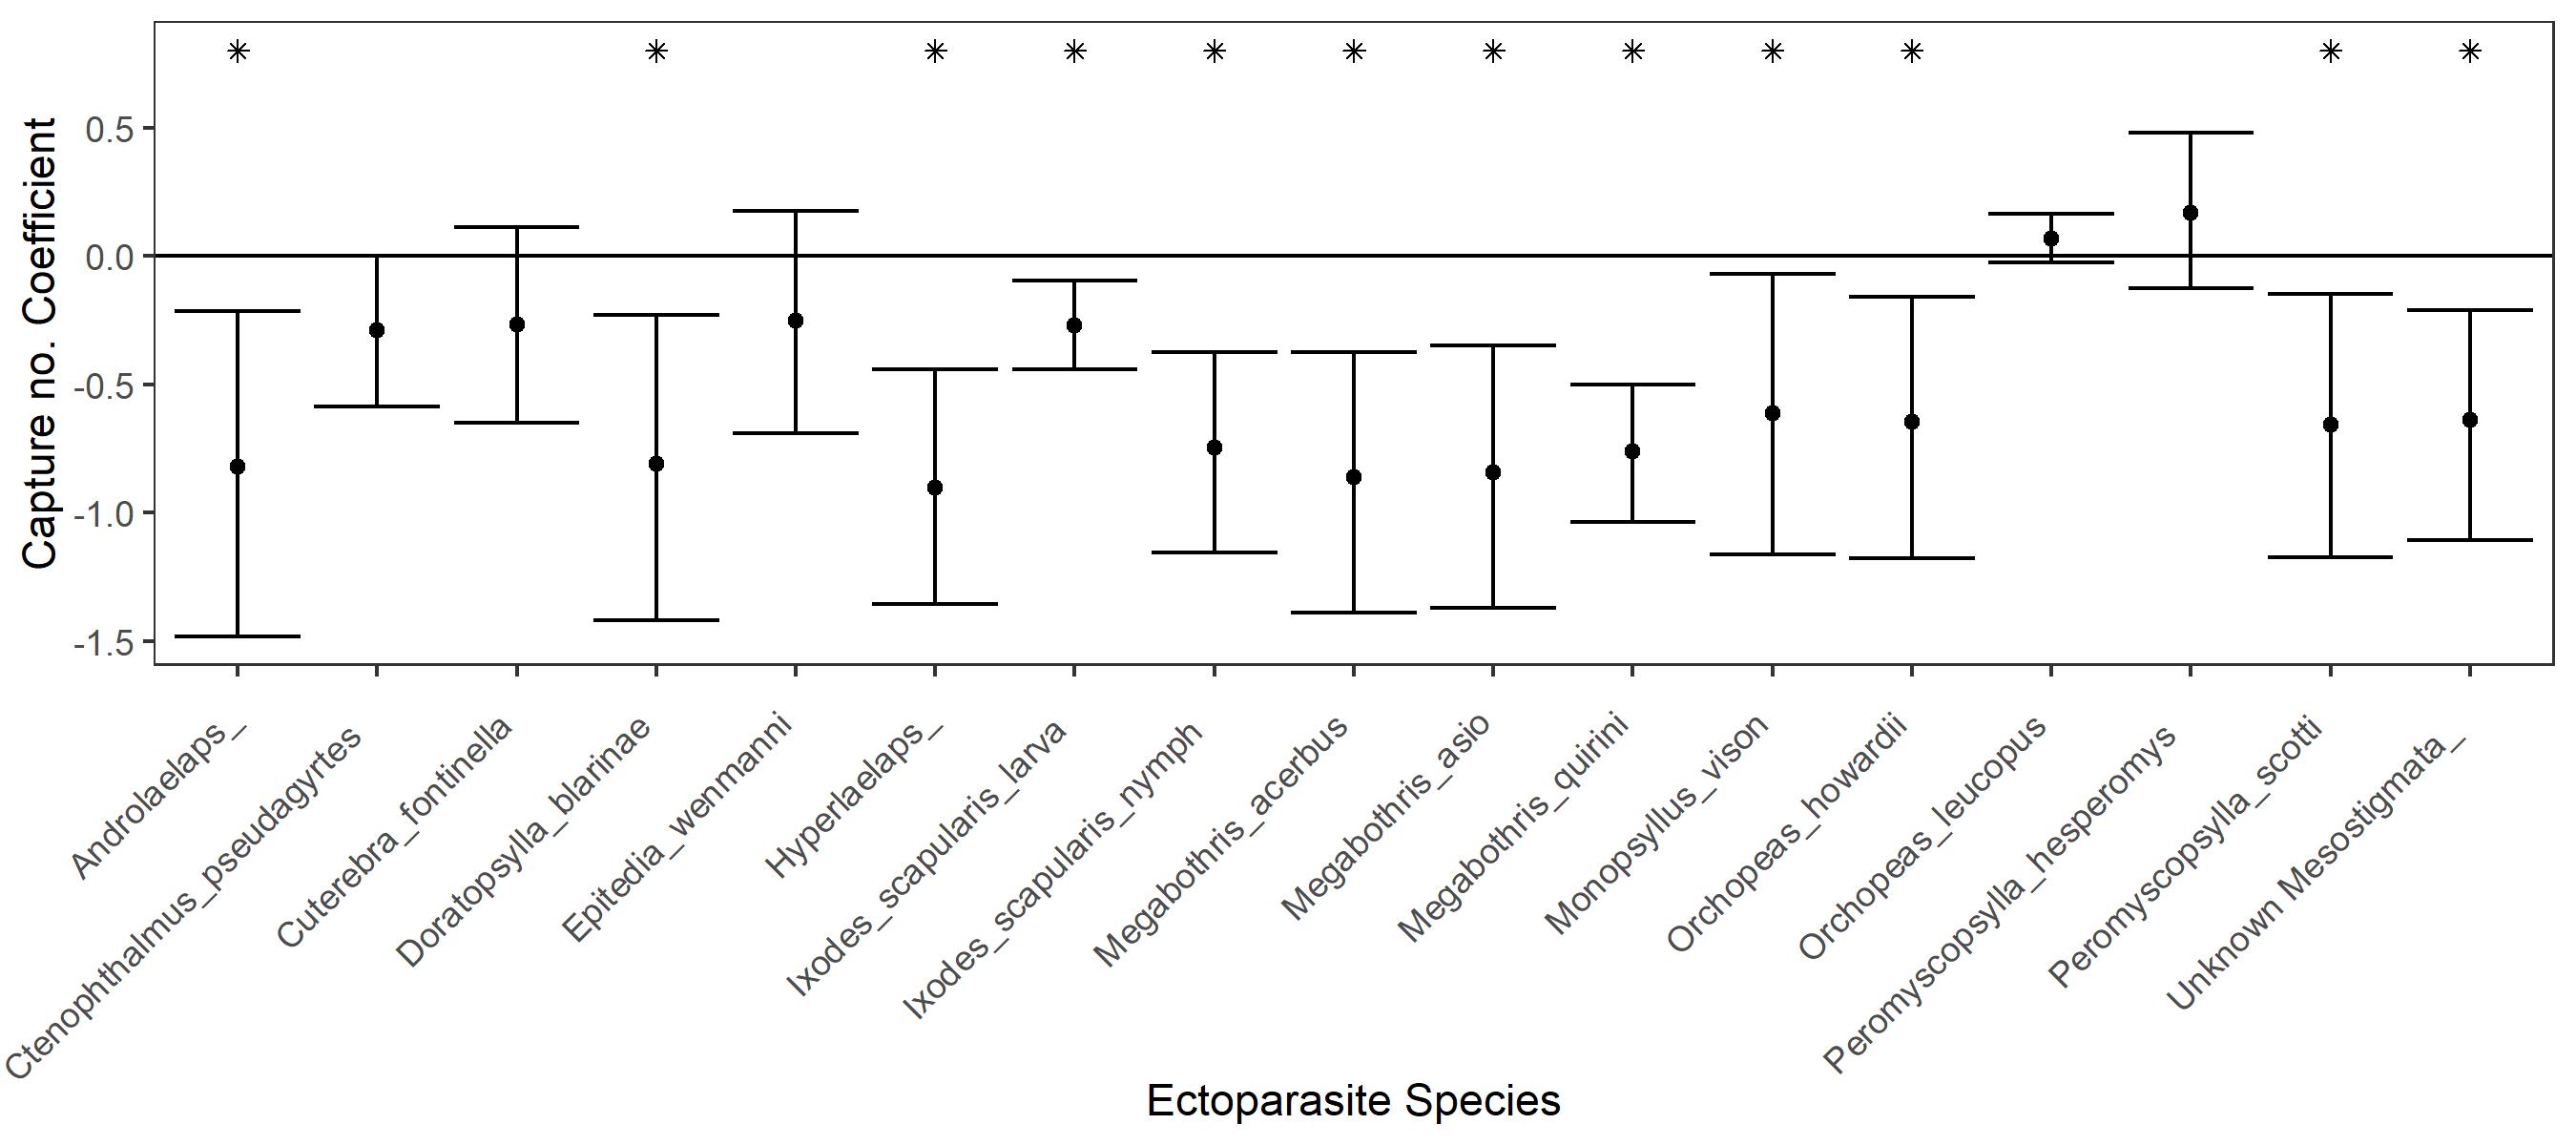 Capture no. Coefficient
0.5
0.0
-0.5
-1.0
-1.5
Androlaelaps_
Ctenophthalmus_pseudagyrtes
Cuterebra_fontinella
Doratopsylla_blarinae
Epitedia_wenmanni
Hyperlaelaps_
Ixodes_scapularis_larva
Ixodes_scapularis_nymph
Megabothris_acerbus
Megabothris_asio
Megabothris_quirini
Monopsyllus_vison
Orchopeas_howardii
Orchopeas_leucopus
Peromyscopsylla_hesperomys
Peromyscopsylla_scotti
Unknown Mesostigmata_
Ectoparasite Species